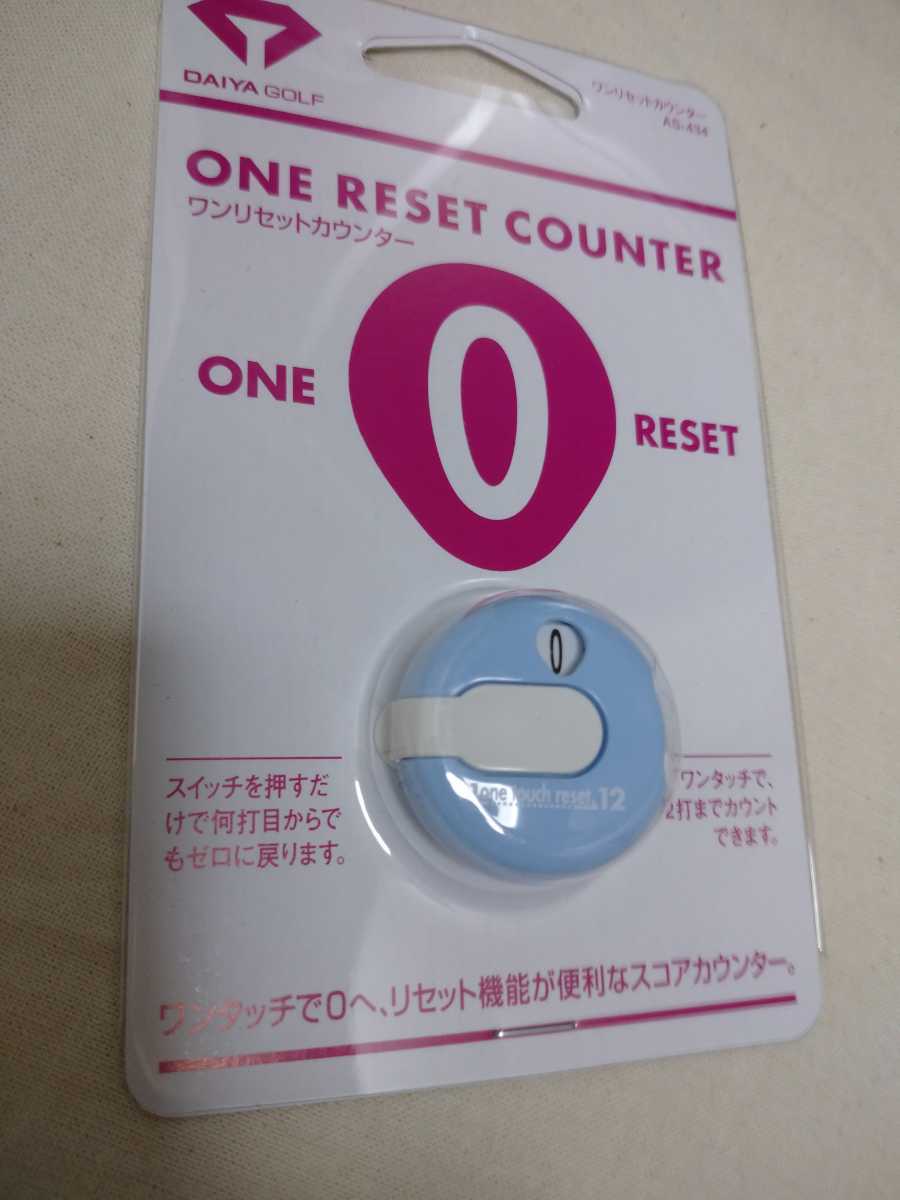 DAIYA GOLF
ワンリセットカウンター
AS-434
ONE RESET COUNTER
ワンリセットカウンター
ONE
0
RESET
0
one touch reset 12
スイッチを押すだ
けで何打目からで
もゼロに戻ります。
ワンタッチで、
2打までカウント
できます。
ワンタッチで0へ、リセット機能が便利なスコアカウンター。